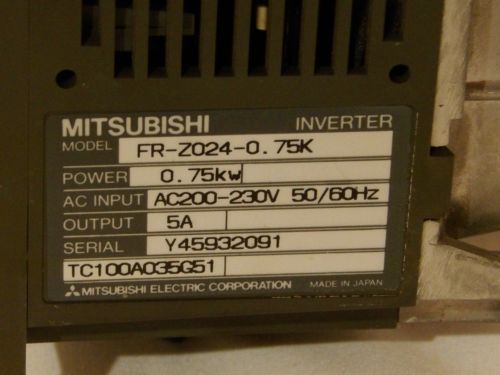 MITSUBISHI INVERTER
MODEL FR-Z024-0.75K
POWER 0.75kw
AC INPUT AC200-230V 50/60Hz
OUTPUT 5A
SERIAL Y45932091
TC100A035G51
MITSUBISHI ELECTRIC CORPORATION MADE IN JAPAN